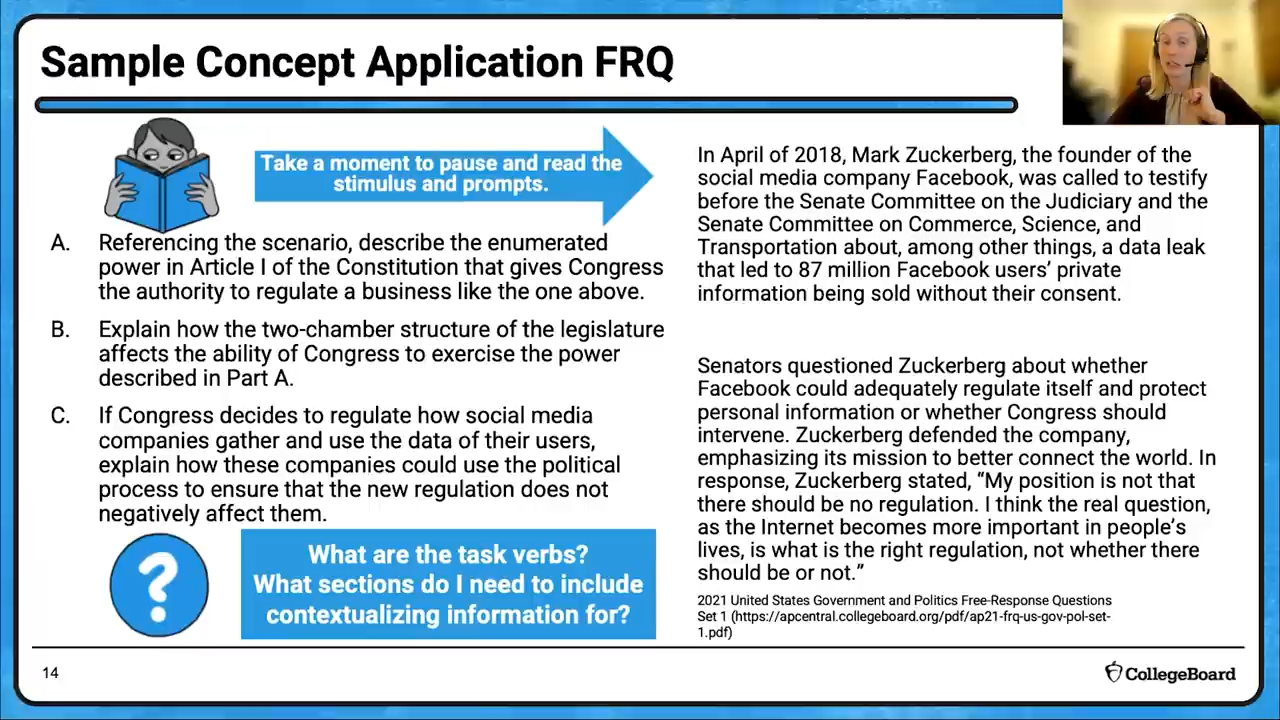 Sample Concept Application FRQ
Take a moment to pause and read the
stimulus and prompts.
A. Referencing the scenario, describe the enumerated
power in Article I of the Constitution that gives Congress
the authority to regulate a business like the one above.
B. Explain how the two-chamber structure of the legislature
affects the ability of Congress to exercise the power
described in Part A.
C. If Congress decides to regulate how social media
companies gather and use the data of their users,
explain how these companies could use the political
process to ensure that the new regulation does not
negatively affect them.
?
What are the task verbs?
What sections do I need to include
contextualizing information for?
In April of 2018, Mark Zuckerberg, the founder of the
social media company Facebook, was called to testify
before the Senate Committee on the Judiciary and the
Senate Committee on Commerce, Science, and
Transportation about, among other things, a data leak
that led to 87 million Facebook users’ private
information being sold without their consent.
Senators questioned Zuckerberg about whether
Facebook could adequately regulate itself and protect
personal information or whether Congress should
intervene. Zuckerberg defended the company,
emphasizing its mission to better connect the world. In
response, Zuckerberg stated, “My position is not that
there should be no regulation. I think the real question,
as the Internet becomes more important in people’s
lives, is what is the right regulation, not whether there
should be or not.”
2021 United States Government and Politics Free-Response Questions
Set 1 (https://apcentral.collegeboard.org/pdf/ap21-frq-us-gov-pol-set-
1.pdf)
14
CollegeBoard